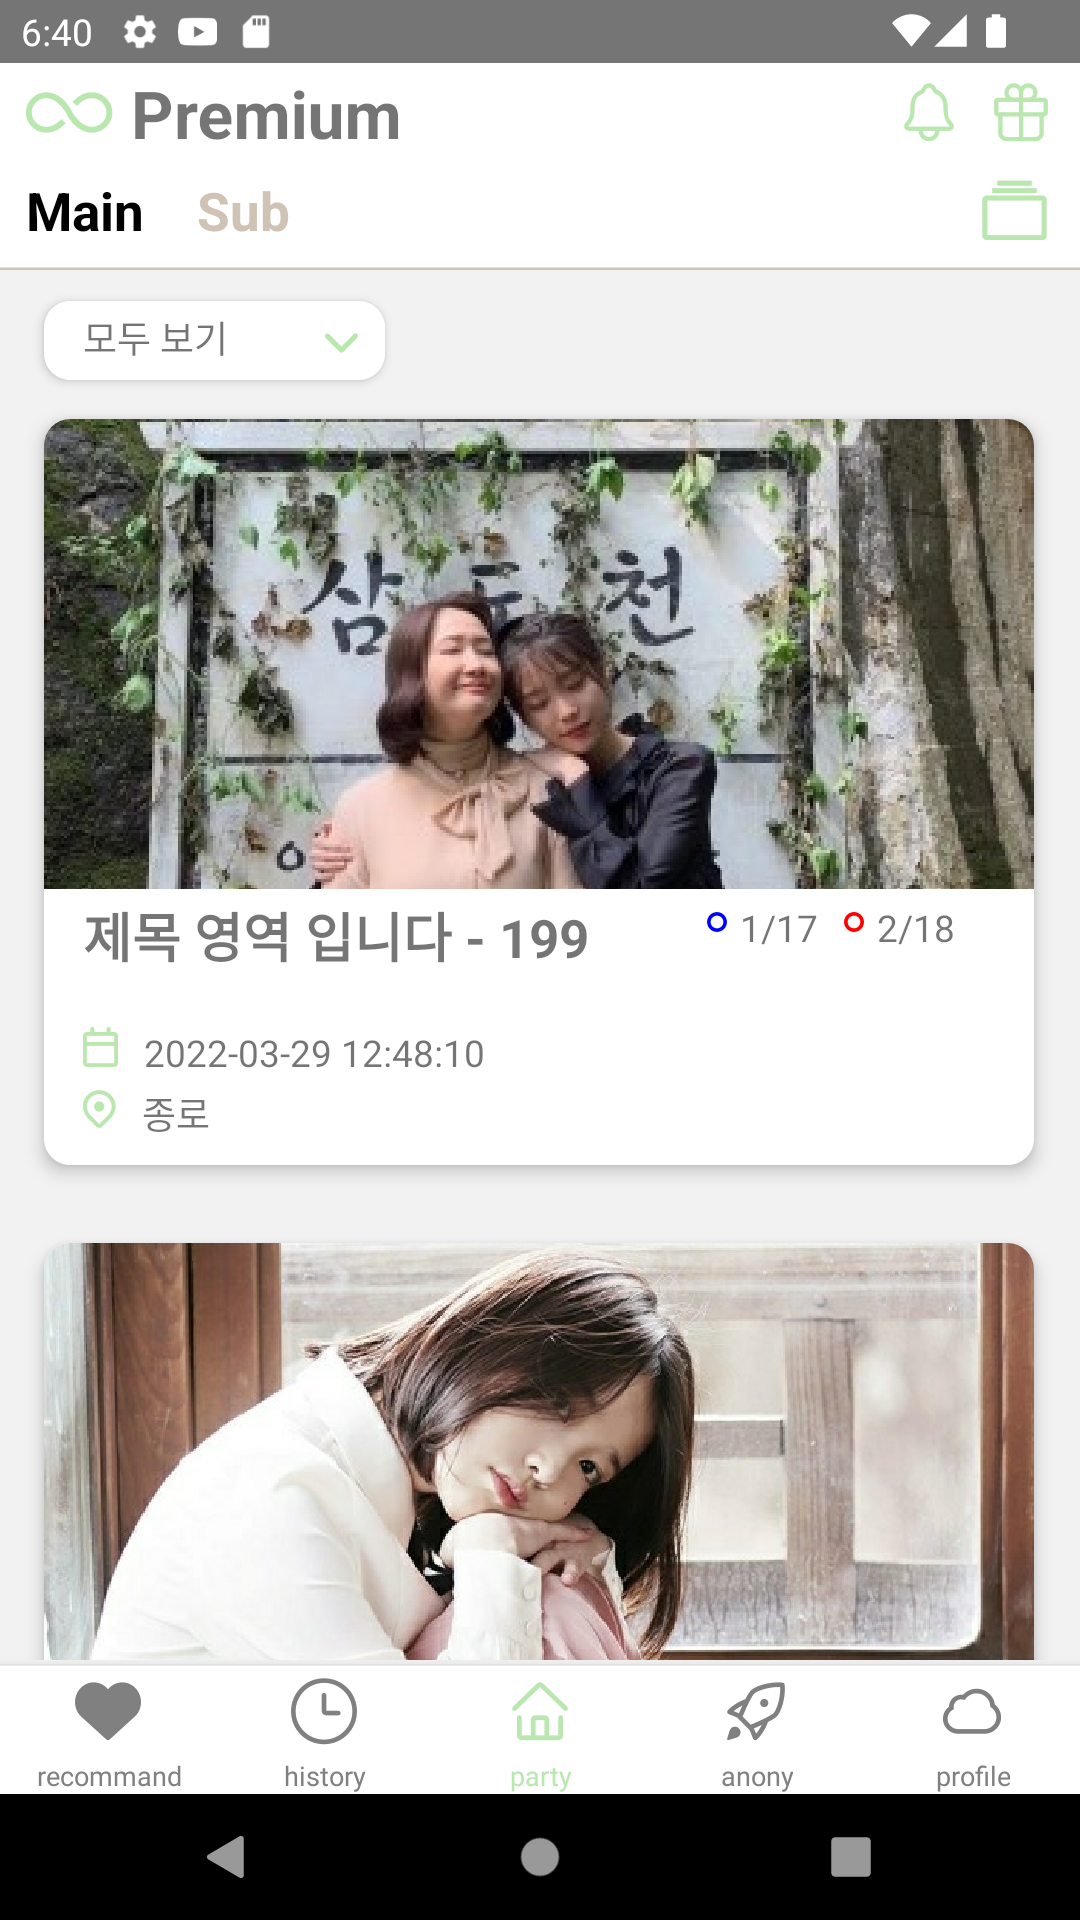 6:40
Premium
Main Sub
모두 보기
삼 천
제목 영역 입니다 - 199 1/17 2/18
2022-03-29 12:48:10
종로
recommand history party anony profile